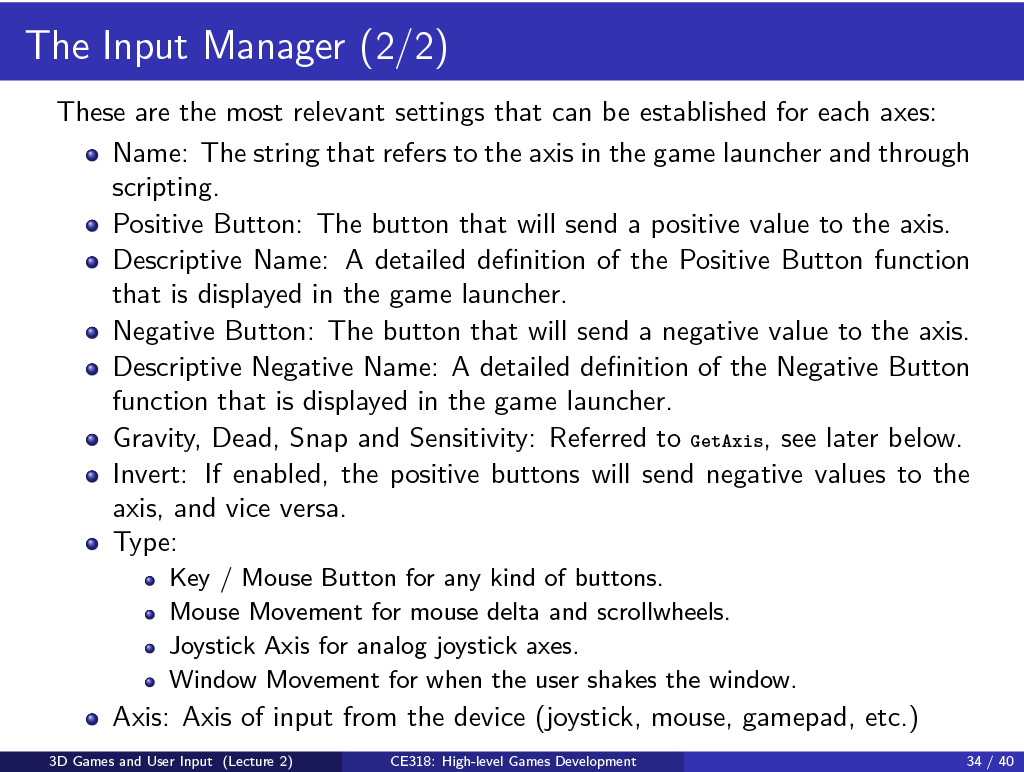 The Input Manager (2/2)
These are the most relevant settings that can be established for each axes:
Name: The string that refers to the axis in the game launcher and through
scripting.
Positive Button: The button that will send a positive value to the axis.
Descriptive Name: A detailed definition of the Positive Button function
that is displayed in the game launcher.
Negative Button: The button that will send a negative value to the axis.
Descriptive Negative Name: A detailed definition of the Negative Button
function that is displayed in the game launcher.
Gravity, Dead, Snap and Sensitivity: Referred to GetAxis, see later below.
Invert: If enabled, the positive buttons will send negative values to the
axis, and vice versa.
Type:
Key / Mouse Button for any kind of buttons.
Mouse Movement for mouse delta and scrollwheels.
Joystick Axis for analog joystick axes.
Window Movement for when the user shakes the window.
Axis: Axis of input from the device (joystick, mouse, gamepad, etc.)
3D Games and User Input (Lecture 2) CE318: High-level Games Development 34 / 40